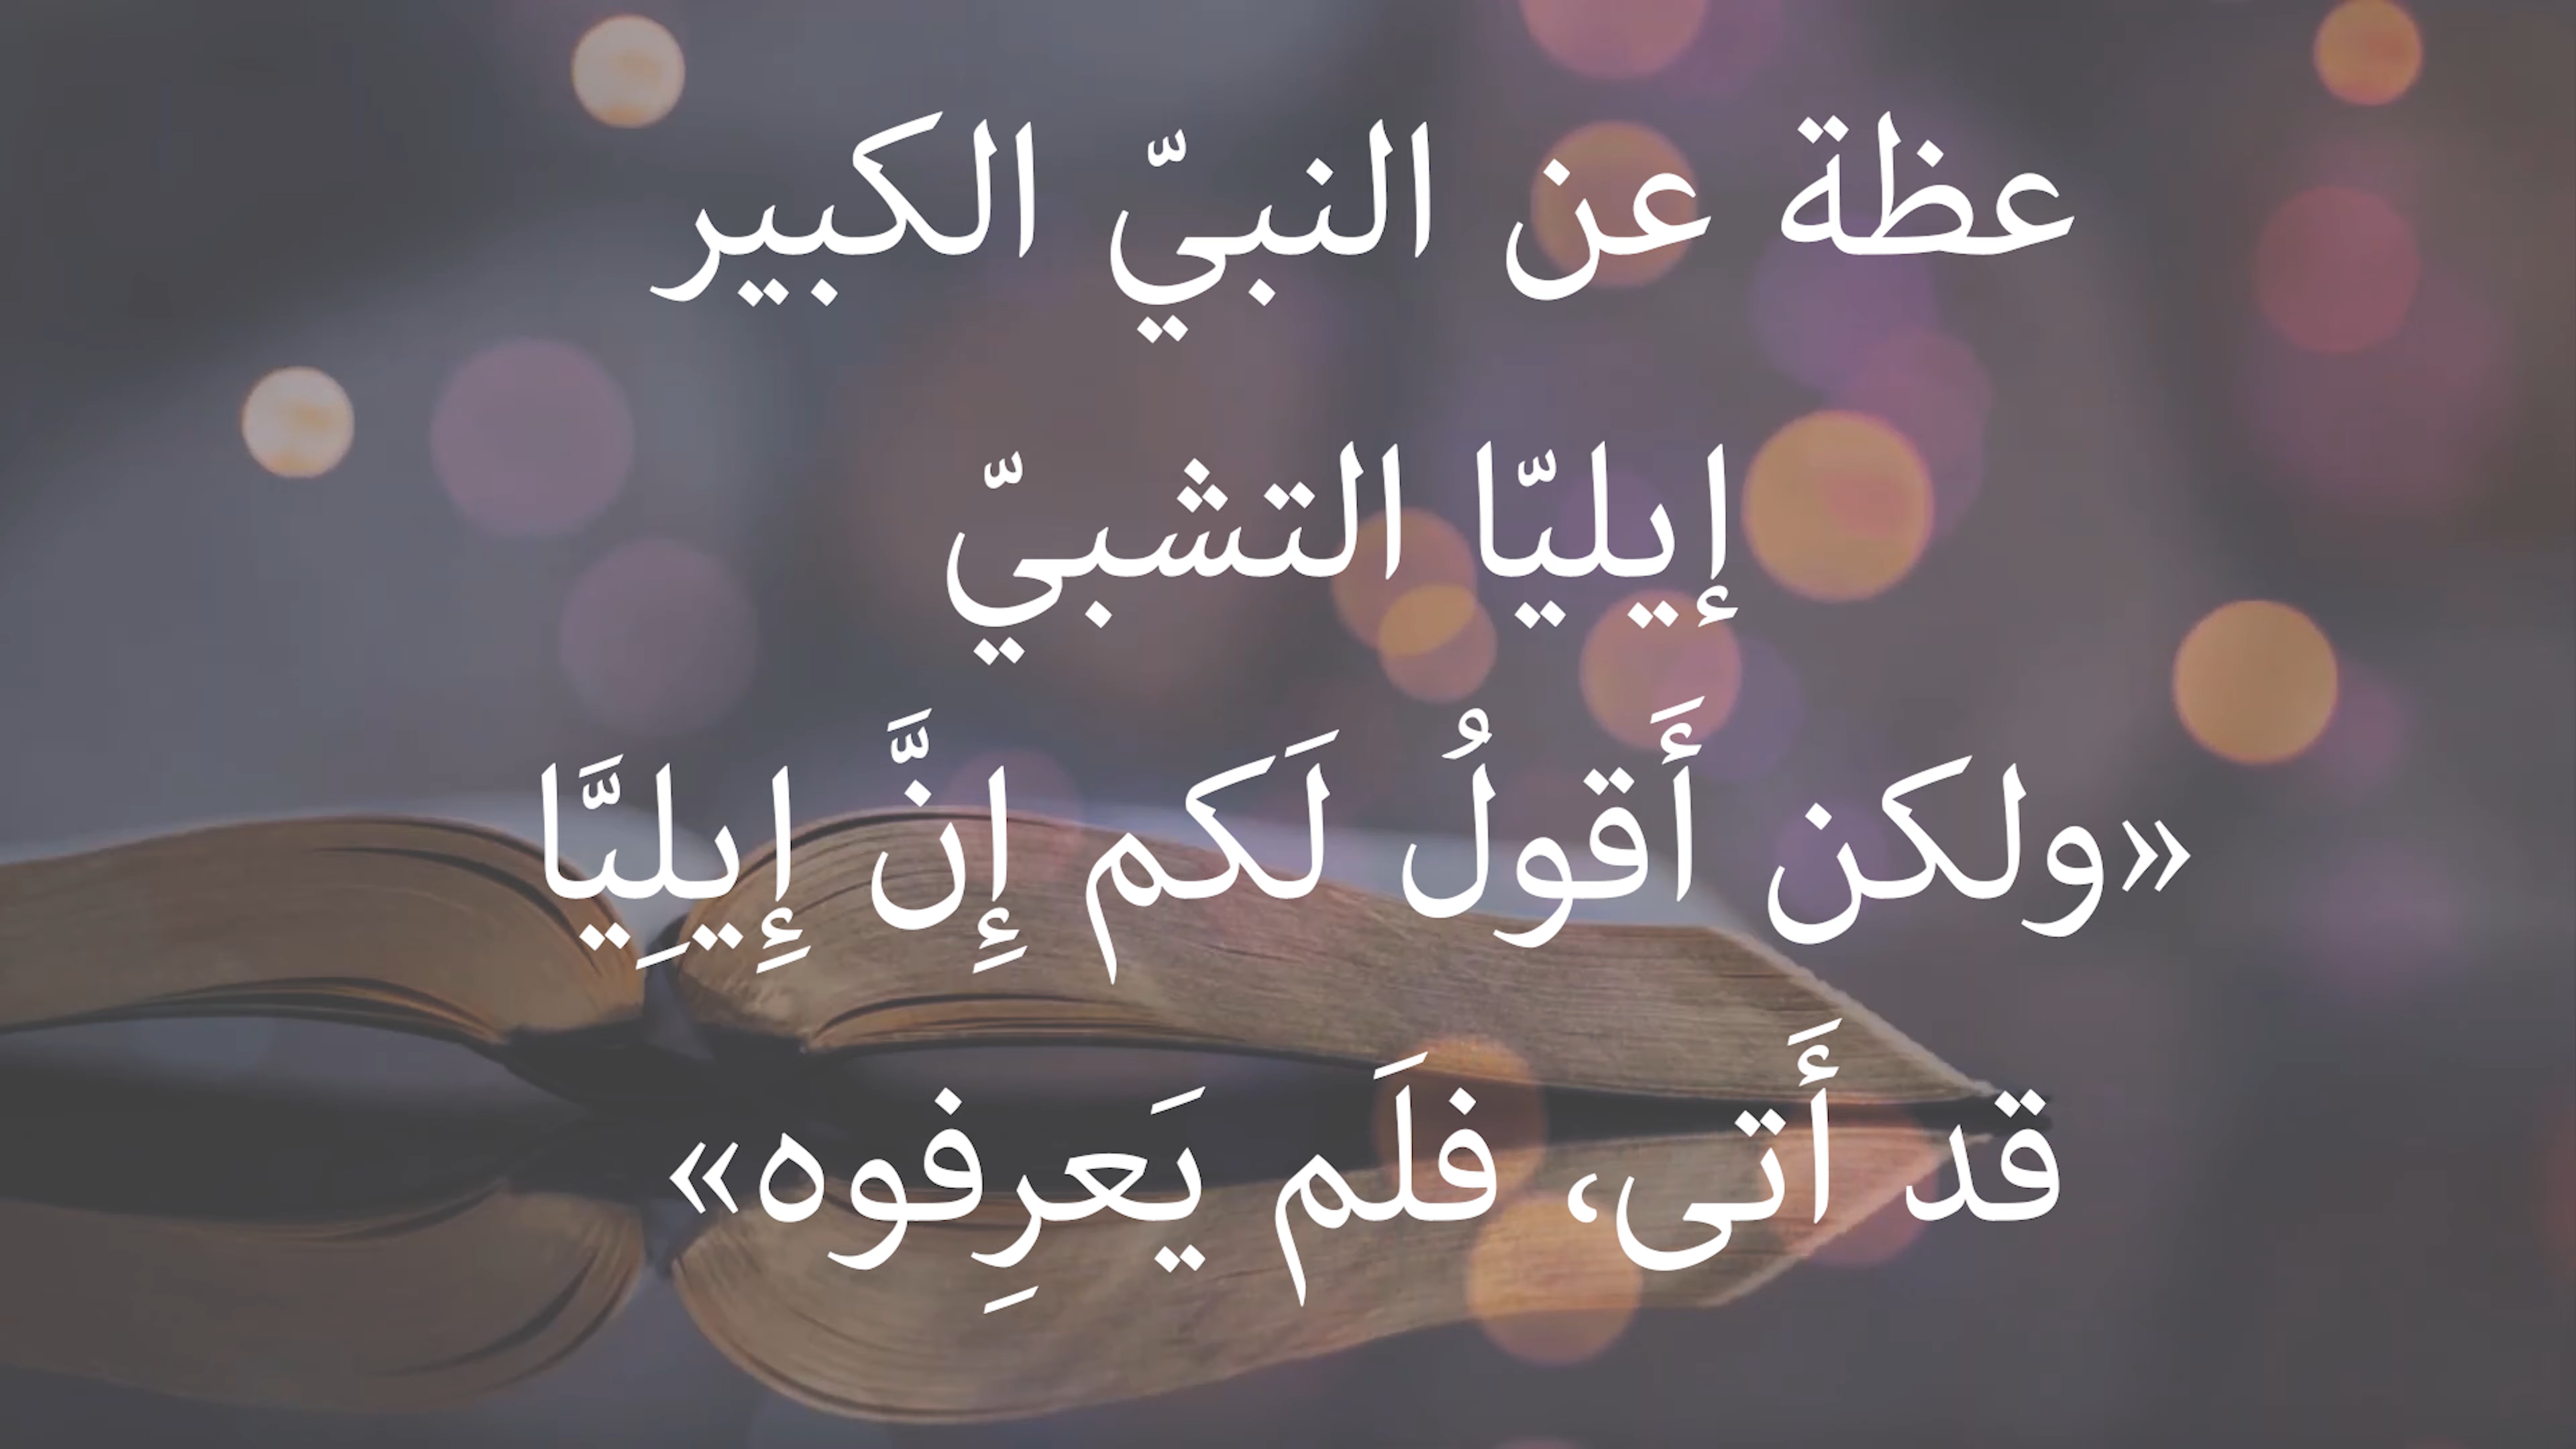 عظة عن النبيّ الكبير
إيليّا التشبيّ
«ولكن أَقولُ لَكم إِنَّ إِيلِيَّا
قد أَتى، فلَم يَعرِفوه»